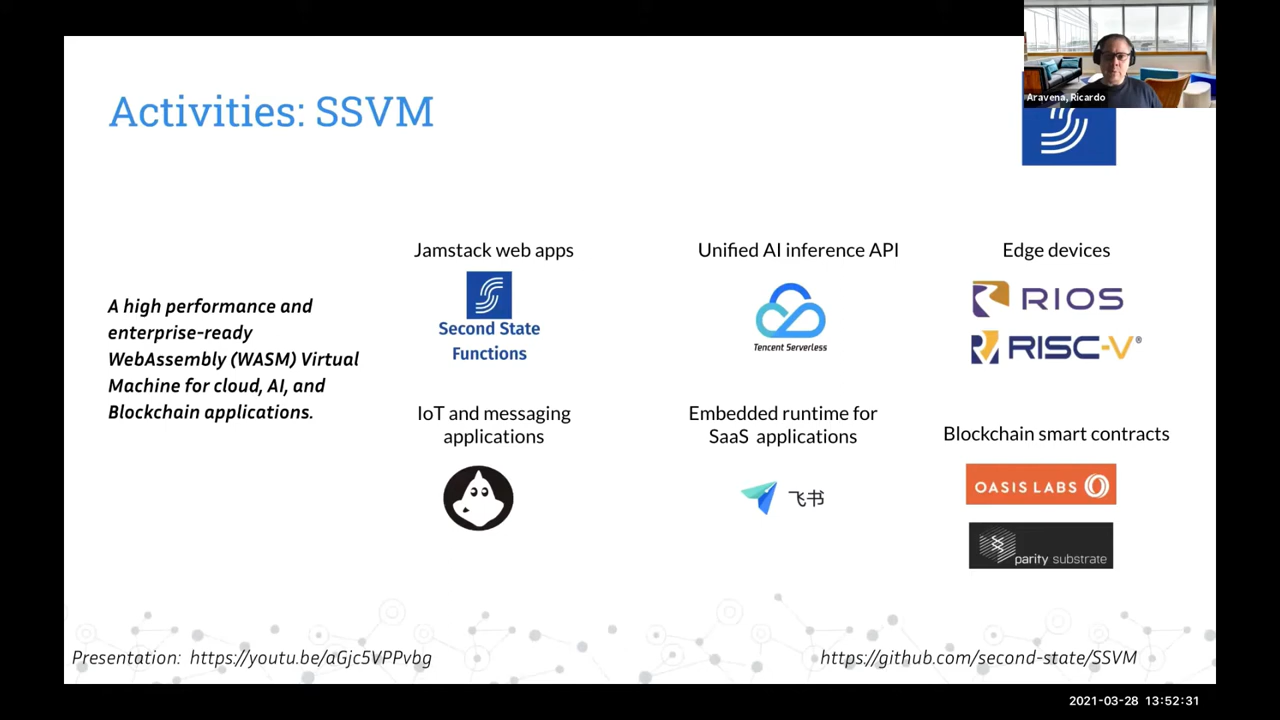 Activities: SSVM
Aravena, Ricardo
A high performance and
enterprise-ready
WebAssembly (WASM) Virtual
Machine for cloud, AI, and
Blockchain applications.
Jamstack web apps
Second State
Functions
Unified AI inference API
Tencent Serverless
Edge devices
RIOS
RISC-V®
IoT and messaging
applications
Embedded runtime for
SaaS applications
飞书
Blockchain smart contracts
OASIS LABS
parity substrate
Presentation: https://youtu.be/aGjc5VPPvbg
https://github.com/second-state/SSVM
2021-03-28 13:52:31